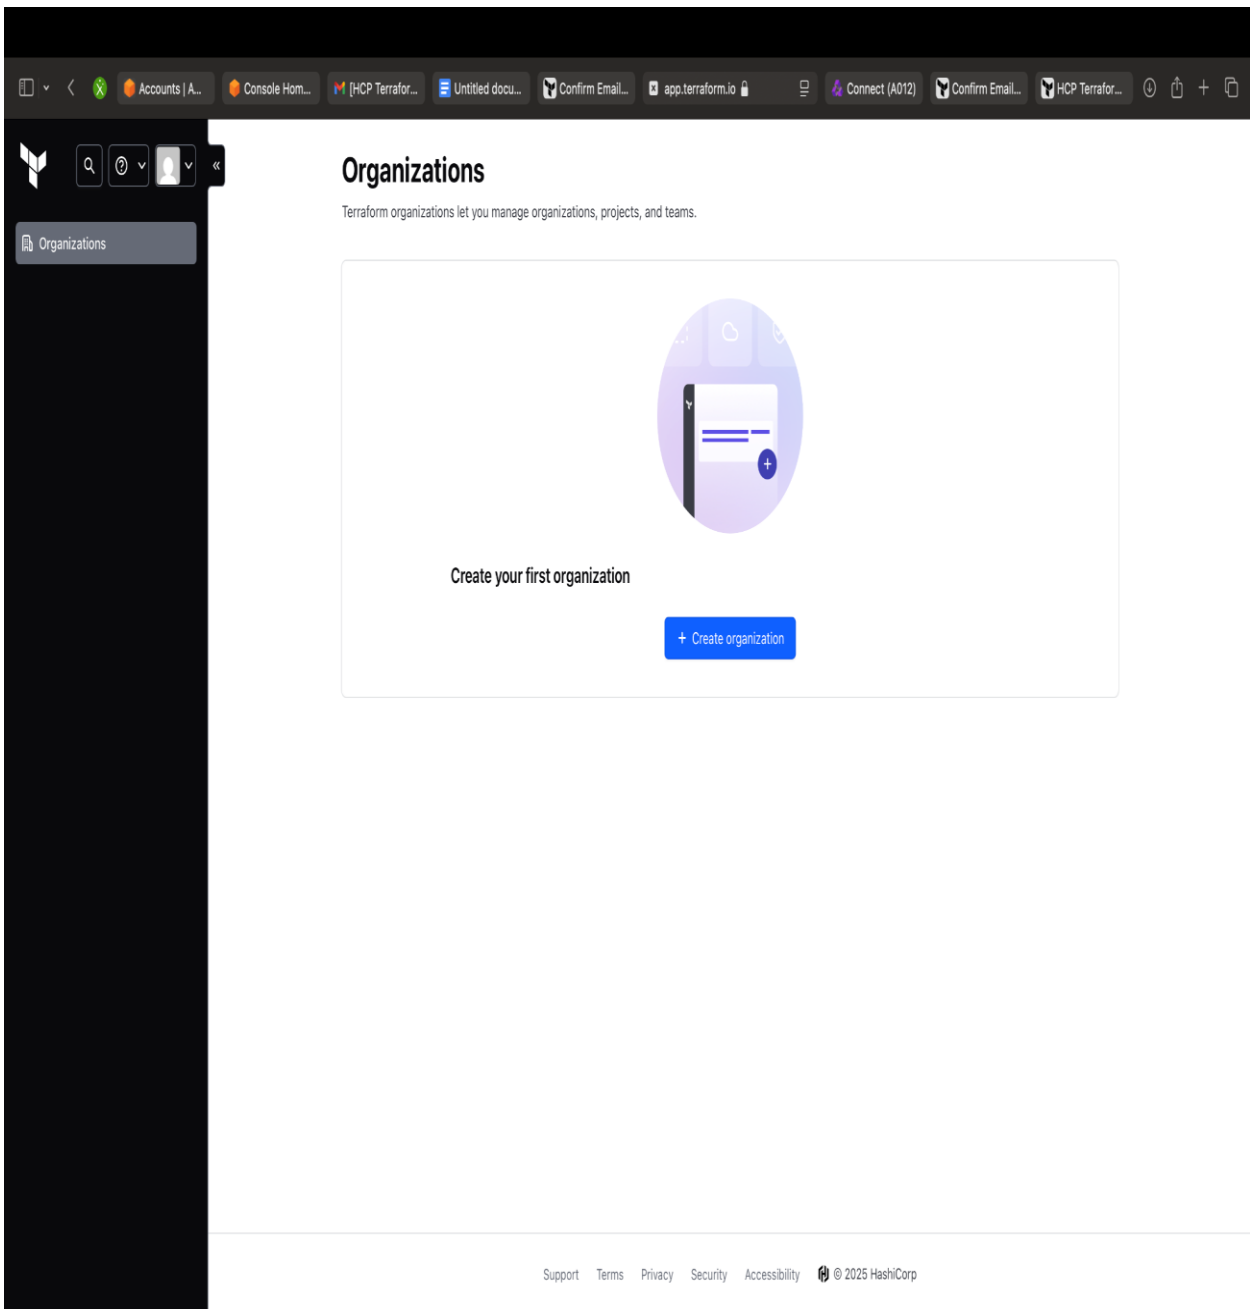 Accounts | A...
Console Hom...
[HCP Terrafor...
Untitled docu...
Confirm Email...
app.terraform.io
Connect (A012)
Confirm Email...
HCP Terrafor...
Organizations
Organizations
Terraform organizations let you manage organizations, projects, and teams.
Create your first organization
+ Create organization
Support Terms Privacy Security Accessibility © 2025 HashiCorp